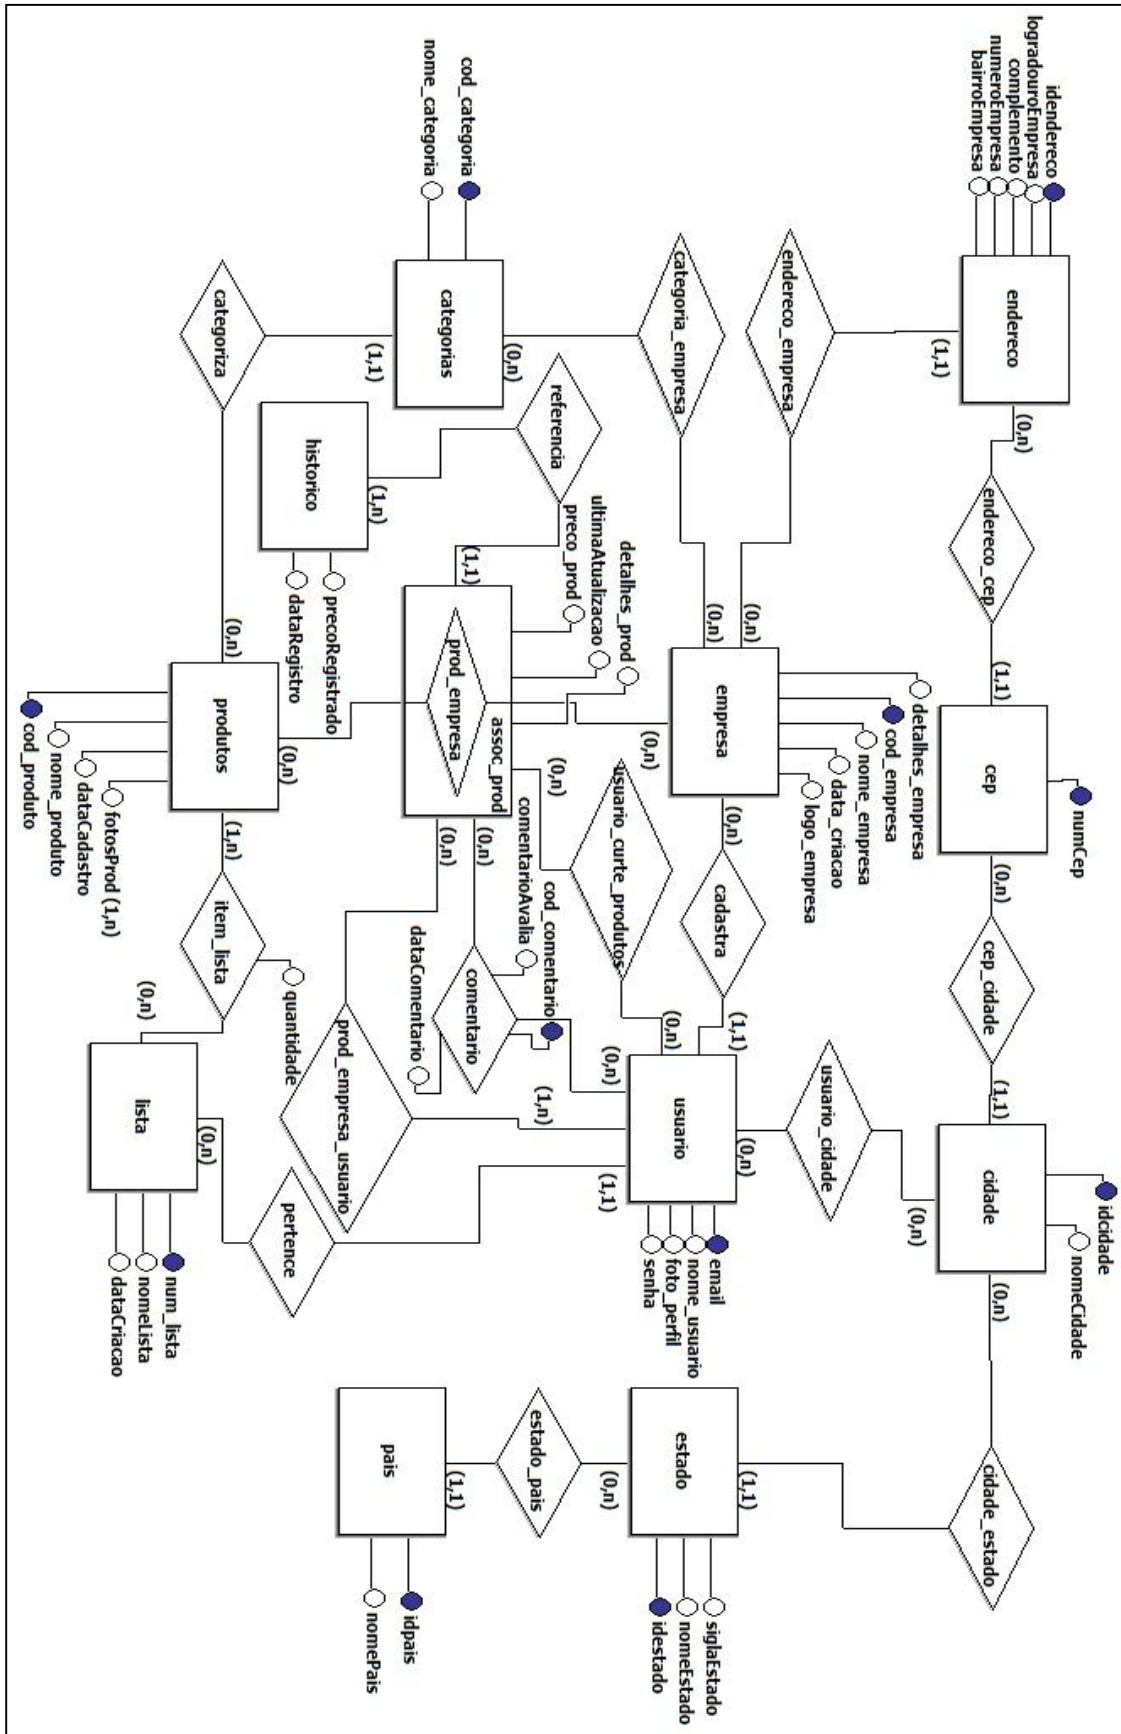 idendereco
logradouroEmpresa
complemento
numeroEmpresa
bairroEmpresa
endereco
(1,1)
(0,n)
endereco_cep
(1,1)
cep
numCep
(0,n)
cep_cidade
(1,1)
cidade
idcidade
nomeCidade
(0,n)
(0,n)
cidade_estado
endereco_empresa
categoria_empresa
(0,n)
(0,n)
empresa
detalhes_empresa
cod_empresa
nome_empresa
data_criacao
logo_empresa
(0,n)
(0,n)
cadastra
(1,1)
usuario_curte_produtos
(0,n)
(0,n)
usuario_cidade
(0,n)
usuario
email
nome_usuario
foto_perfil
senha
(0,n)
(1,n)
(1,1)
(1,1)
estado
siglaEstado
nomeEstado
idestado
(0,n)
estado_pais
(1,1)
pais
idpais
nomePais
cod_categoria
nome_categoria
categorias
(0,n)
(1,1)
categoriza
referencia
(1,n)
historico
precoRegistrado
dataRegistro
(1,1)
detalhes_prod
ultimaAtualizacao
preco_prod
prod_empresa
assoc_prod
(0,n)
(0,n)
cod_comentario
comentarioAvalia
comentario
dataComentario
prod_empresa_usuario
(0,n)
(0,n)
produtos
cod_produto
nome_produto
dataCadastro
fotosProd (1,n)
(1,n)
item_lista
quantidade
(0,n)
lista
(0,n)
pertence
num_lista
nomeLista
dataCriacao